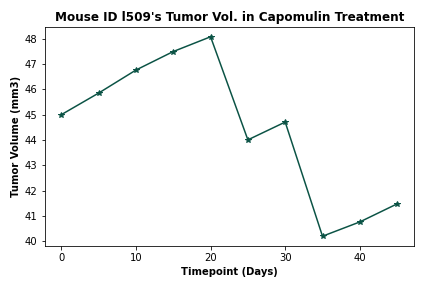 Mouse ID l509's Tumor Vol. in Capomulin Treatment
48
47
46
45
44
43
42
41
40
Tumor Volume (mm3)
0 10 20 30 40
Timepoint (Days)